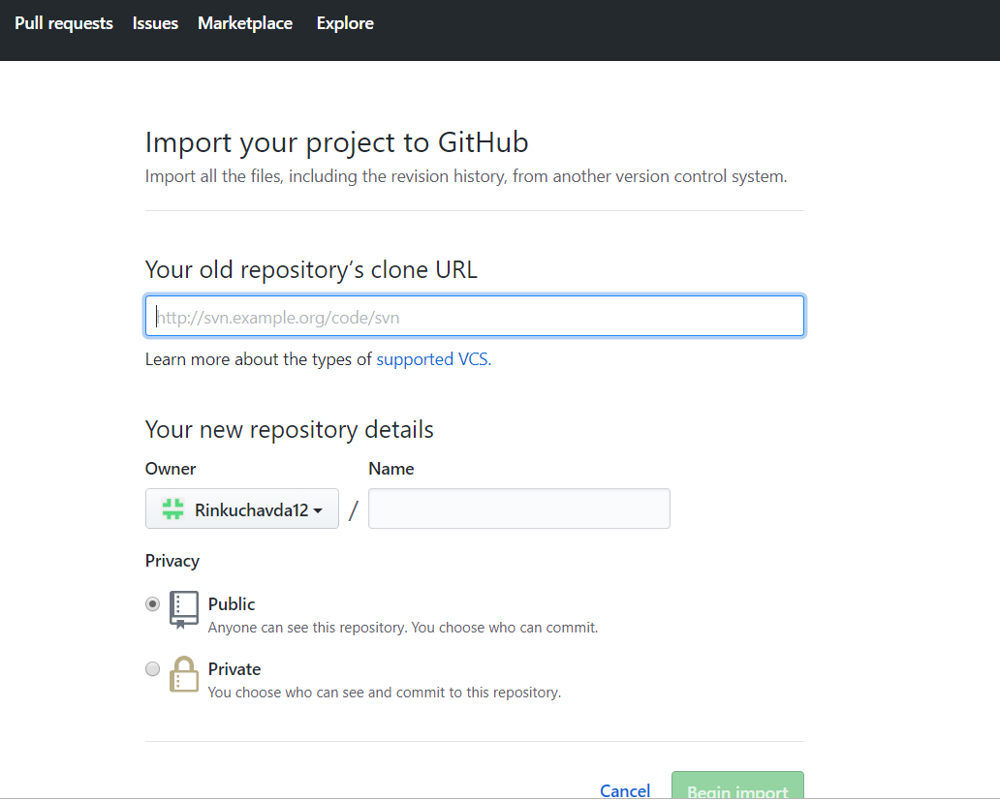 Pull requests Issues Marketplace Explore
Import your project to GitHub
Import all the files, including the revision history, from another version control system.
Your old repository's clone URL
http://svn.example.org/code/svn
Learn more about the types of supported VCS.
Your new repository details
Owner Name
Rinkuchavda12 /
Privacy
Public
Anyone can see this repository. You choose who can commit.
Private
You choose who can see and commit to this repository.
Cancel Begin import